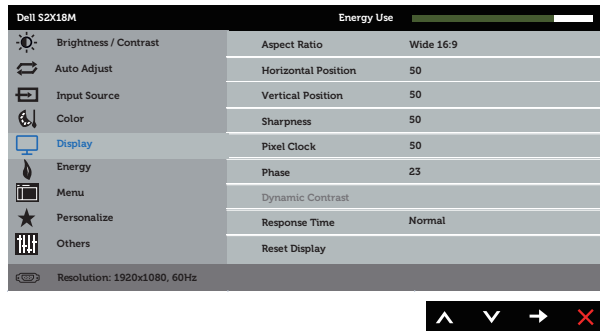 Dell S2X18M Energy Use
Brightness / Contrast
Auto Adjust
Input Source
Color
Display
Energy
Menu
Personalize
Others
Aspect Ratio Wide 16:9
Horizontal Position 50
Vertical Position 50
Sharpness 50
Pixel Clock 50
Phase 23
Dynamic Contrast
Response Time Normal
Reset Display
Resolution: 1920x1080, 60Hz